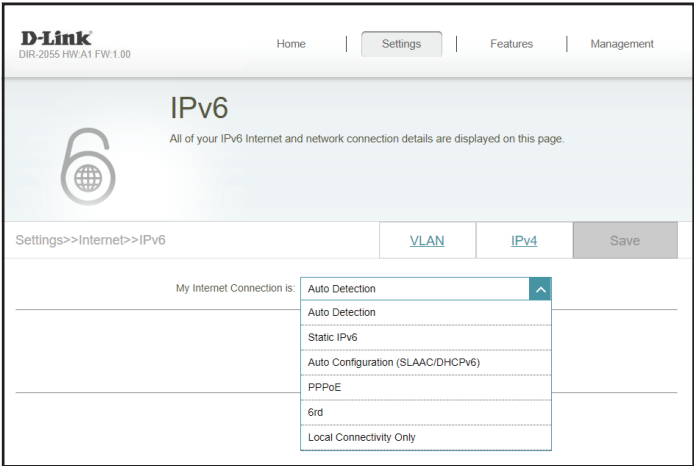 D-Link
DIR-2055 HW:A1 FW:1.00
Home | Settings | Features | Management
IPv6
All of your IPv6 Internet and network connection details are displayed on this page.
Settings>>Internet>>IPv6 VLAN IPv4 Save
My Internet Connection is: Auto Detection
Auto Detection
Static IPv6
Auto Configuration (SLAAC/DHCPv6)
PPPoE
6rd
Local Connectivity Only